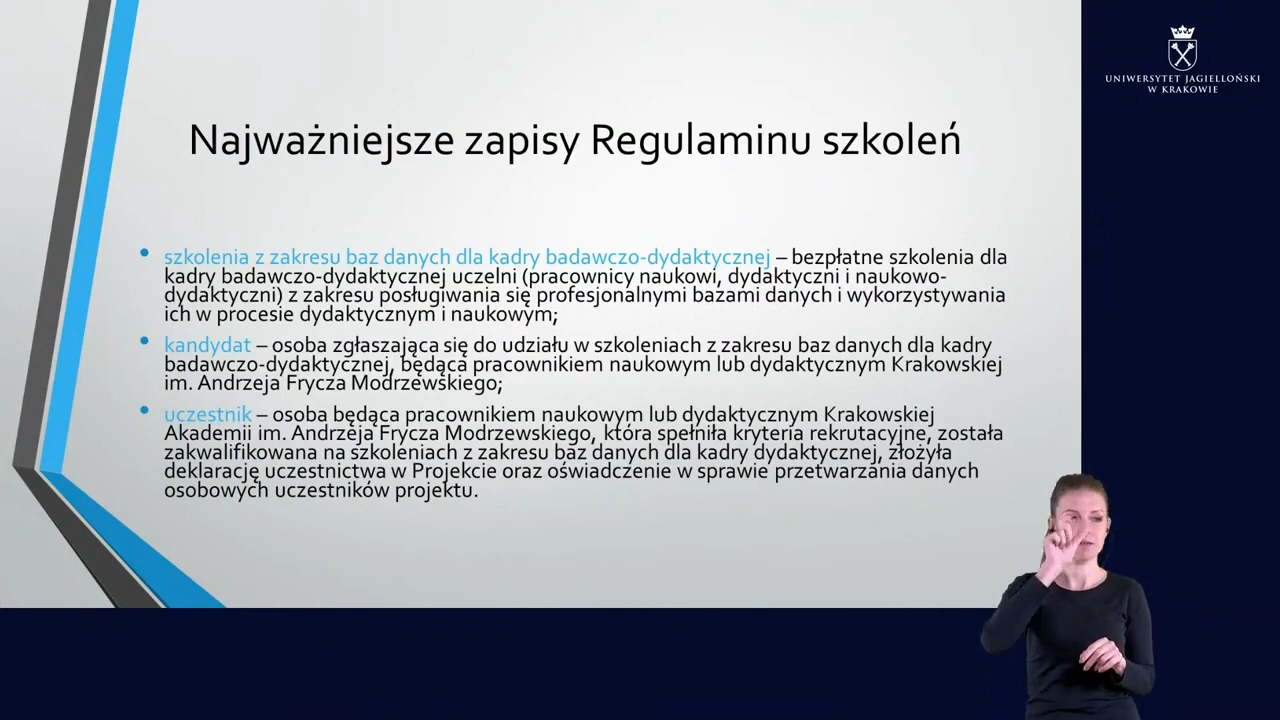 UNIWERSYTET JAGIELLOŃSKI
W KRAKOWIE
Najważniejsze zapisy Regulaminu szkoleń
• szkolenia z zakresu baz danych dla kadry badawczo-dydaktycznej – bezpłatne szkolenia dla
kadry badawczo-dydaktycznej uczelni (pracownicy naukowi, dydaktyczni i naukowo-
dydaktyczni) z zakresu posługiwania się profesjonalnymi bazami danych i wykorzystywania
ich w procesie dydaktycznym i naukowym;
• kandydat – osoba zgłaszająca się do udziału w szkoleniach z zakresu baz danych dla kadry
badawczo-dydaktycznej, będąca pracownikiem naukowym lub dydaktycznym Krakowskiej
im. Andrzeja Frycza Modrzewskiego;
• uczestnik – osoba będąca pracownikiem naukowym lub dydaktycznym Krakowskiej
Akademii im. Andrzeja Frycza Modrzewskiego, która spełniła kryteria rekrutacyjne, została
zakwalifikowana na szkoleniach z zakresu baz danych dla kadry dydaktycznej, złożyła
deklarację uczestnictwa w Projekcie oraz oświadczenie w sprawie przetwarzania danych
osobowych uczestników projektu.